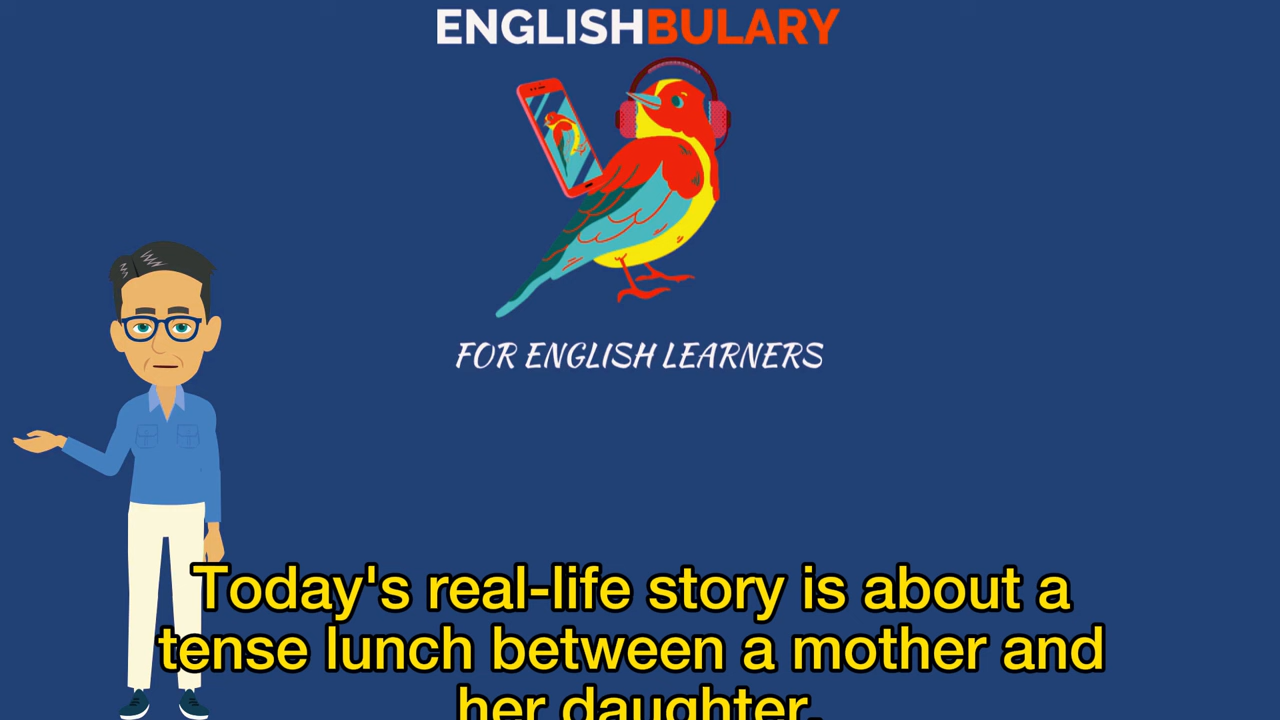 ENGLISHBULARY
FOR ENGLISH LEARNERS
Today's real-life story is about a
tense lunch between a mother and
her daughter.